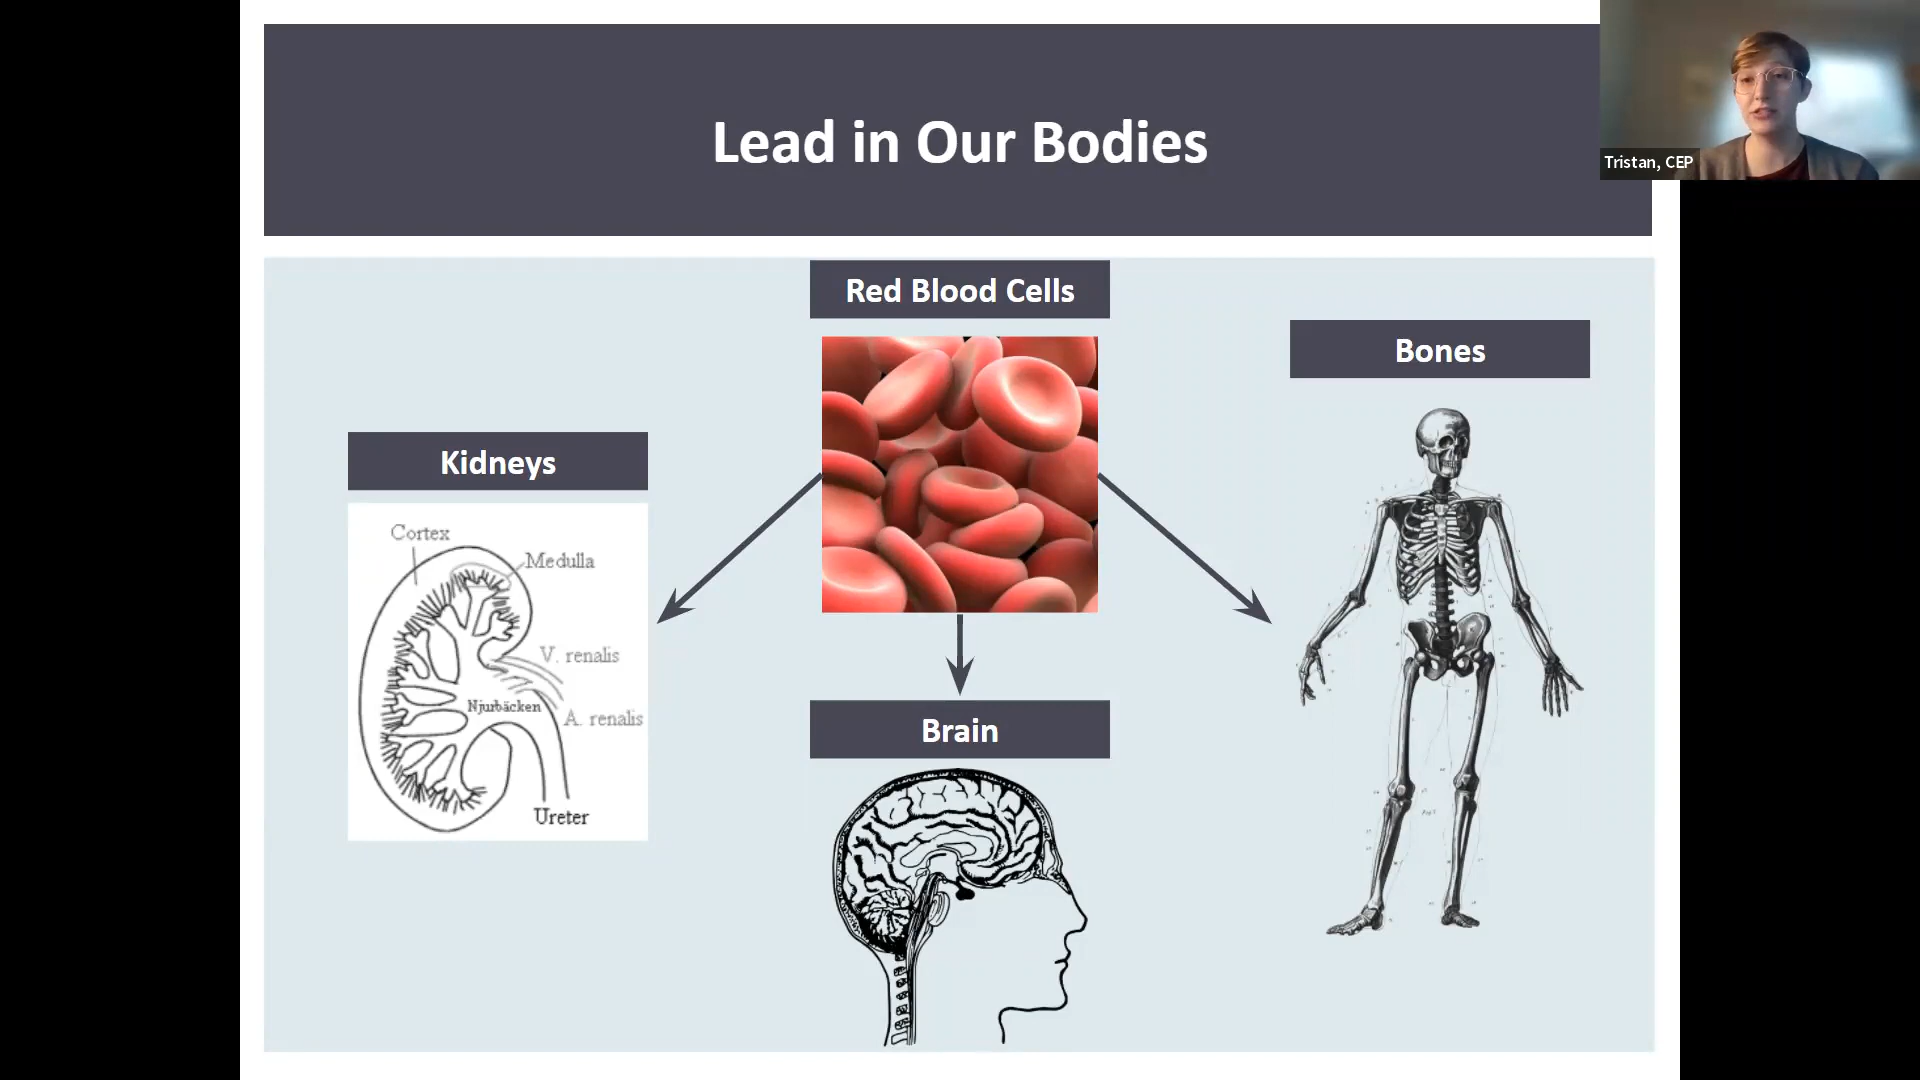 Lead in Our Bodies
Tristan, CEP
Red Blood Cells
Bones
Kidneys
Cortex
Medulla
V. renalis
Njurbäcken
A. renalis
Ureter
Brain